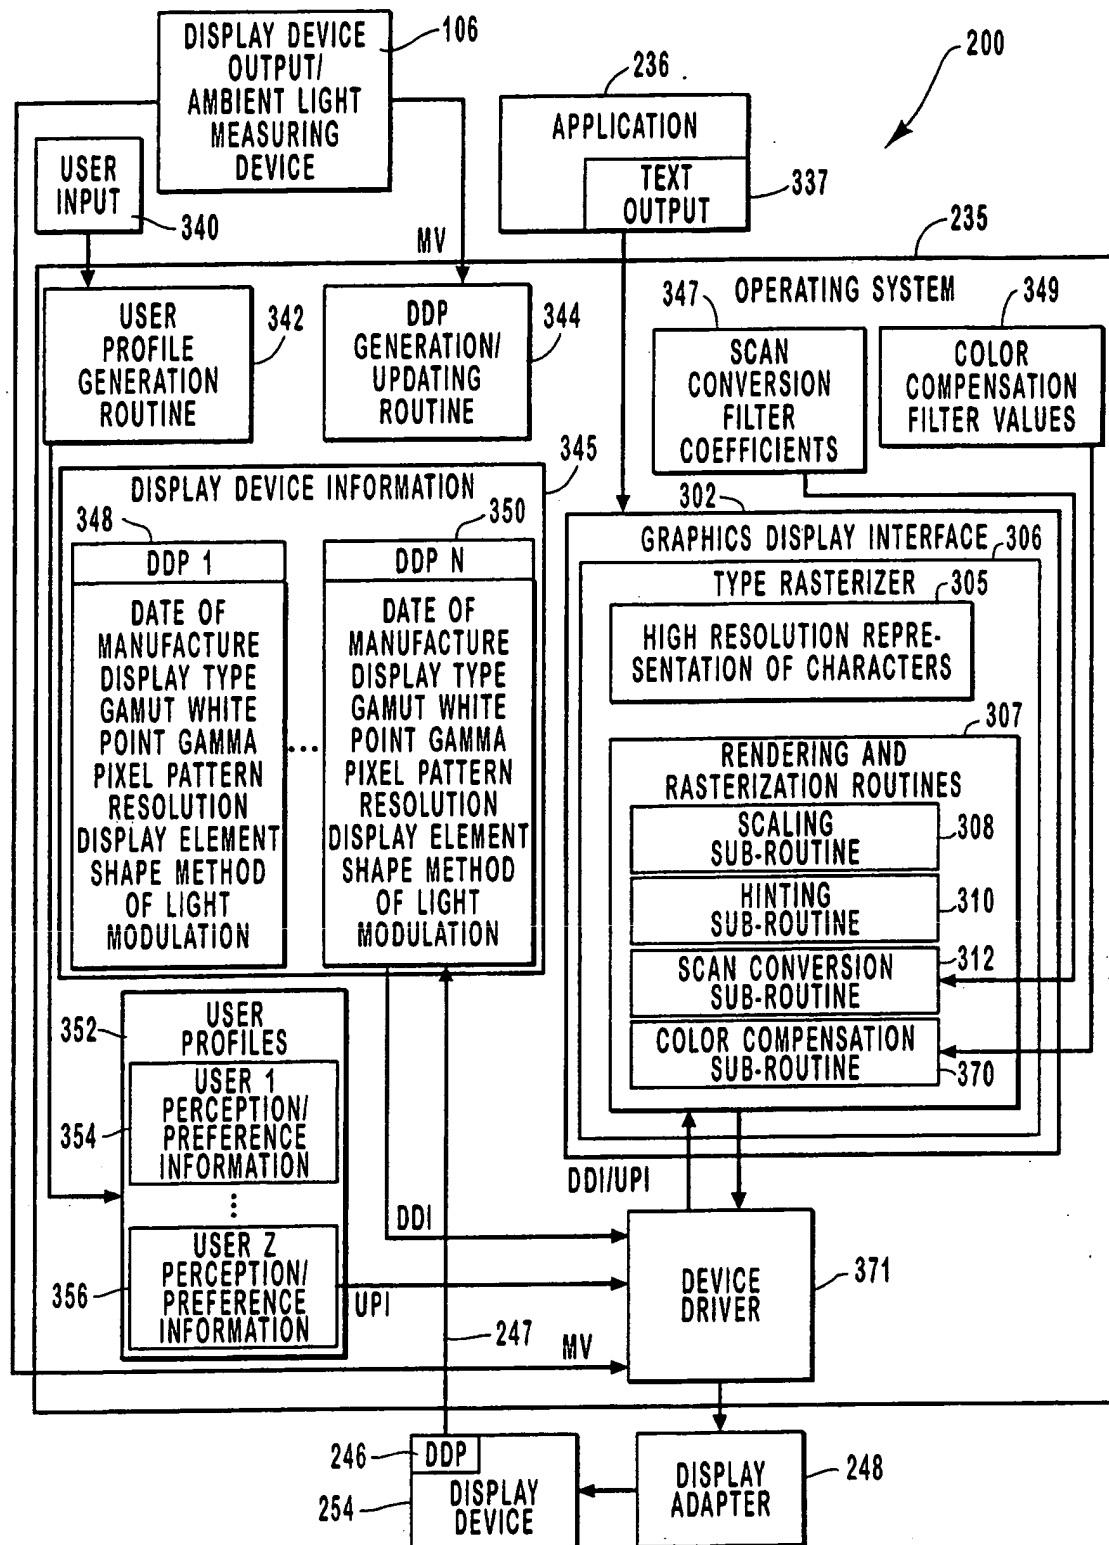 DISPLAY DEVICE
OUTPUT/
AMBIENT LIGHT
MEASURING
DEVICE
106
200
236
APPLICATION
TEXT
OUTPUT
337
USER
INPUT
340
MV
235
OPERATING SYSTEM
USER
PROFILE
GENERATION
ROUTINE
342
DDP
GENERATION/
UPDATING
ROUTINE
344
347
SCAN
CONVERSION
FILTER
COEFFICIENTS
349
COLOR
COMPENSATION
FILTER VALUES
345
DISPLAY DEVICE INFORMATION
348
DDP 1
DATE OF
MANUFACTURE
DISPLAY TYPE
GAMUT WHITE
POINT GAMMA
PIXEL PATTERN
RESOLUTION
DISPLAY ELEMENT
SHAPE METHOD
OF LIGHT
MODULATION
...
350
DDP N
DATE OF
MANUFACTURE
DISPLAY TYPE
GAMUT WHITE
POINT GAMMA
PIXEL PATTERN
RESOLUTION
DISPLAY ELEMENT
SHAPE METHOD
OF LIGHT
MODULATION
302
GRAPHICS DISPLAY INTERFACE
306
TYPE RASTERIZER
305
HIGH RESOLUTION REPRE-
SENTATION OF CHARACTERS
307
RENDERING AND
RASTERIZATION ROUTINES
SCALING
SUB-ROUTINE
308
HINTING
SUB-ROUTINE
310
SCAN CONVERSION
SUB-ROUTINE
312
COLOR COMPENSATION
SUB-ROUTINE
370
352
USER
PROFILES
354
USER 1
PERCEPTION/
PREFERENCE
INFORMATION
...
356
USER Z
PERCEPTION/
PREFERENCE
INFORMATION
DDI
UPI
247
MV
DDI/UPI
DEVICE
DRIVER
371
246
DDP
254
DISPLAY
DEVICE
DISPLAY
ADAPTER
248